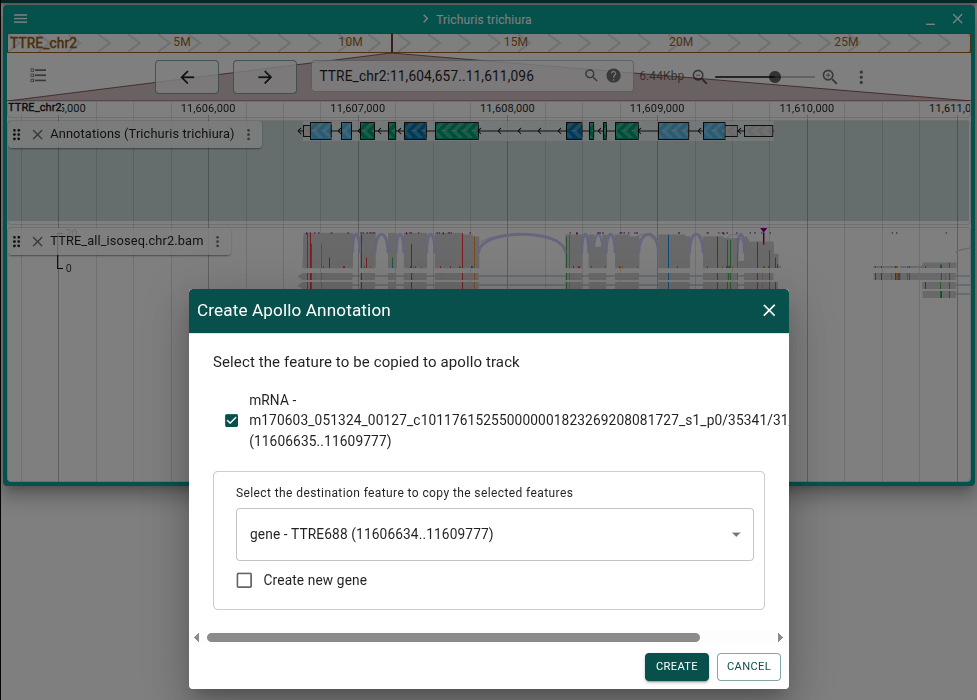 Trichuris trichiura
TTRE_chr2
5M
10M
15M
20M
25M
TTRE_chr2:11,604,657..11,611,096
6.44Kbp
TTRE_chr2:
5,000
11,606,000
11,607,000
11,608,000
11,609,000
11,610,000
11,611,0
Annotations (Trichuris trichiura)
TTRE_all_isoseq.chr2.bam
0
Create Apollo Annotation
Select the feature to be copied to apollo track
mRNA -
m170603_051324_00127_c101176152550000001823269208081727_s1_p0/35341/31
(11606635..11609777)
Select the destination feature to copy the selected features
gene - TTRE688 (11606634..11609777)
Create new gene
CREATE
CANCEL